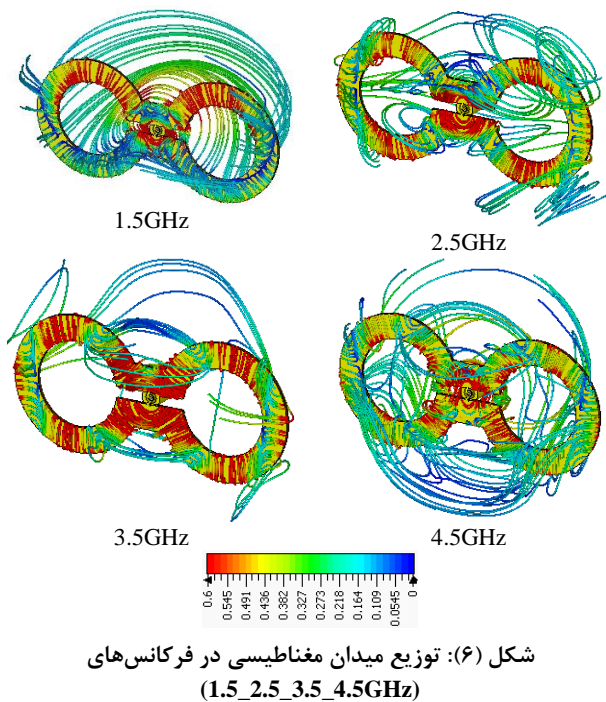 1.5GHz
2.5GHz
3.5GHz
4.5GHz
0.6 0.545 0.491 0.436 0.382 0.327 0.273 0.218 0.164 0.109 0.0545 0
شکل (۶): توزیع میدان مغناطیسی در فرکانس‌های
(1.5_2.5_3.5_4.5GHz)